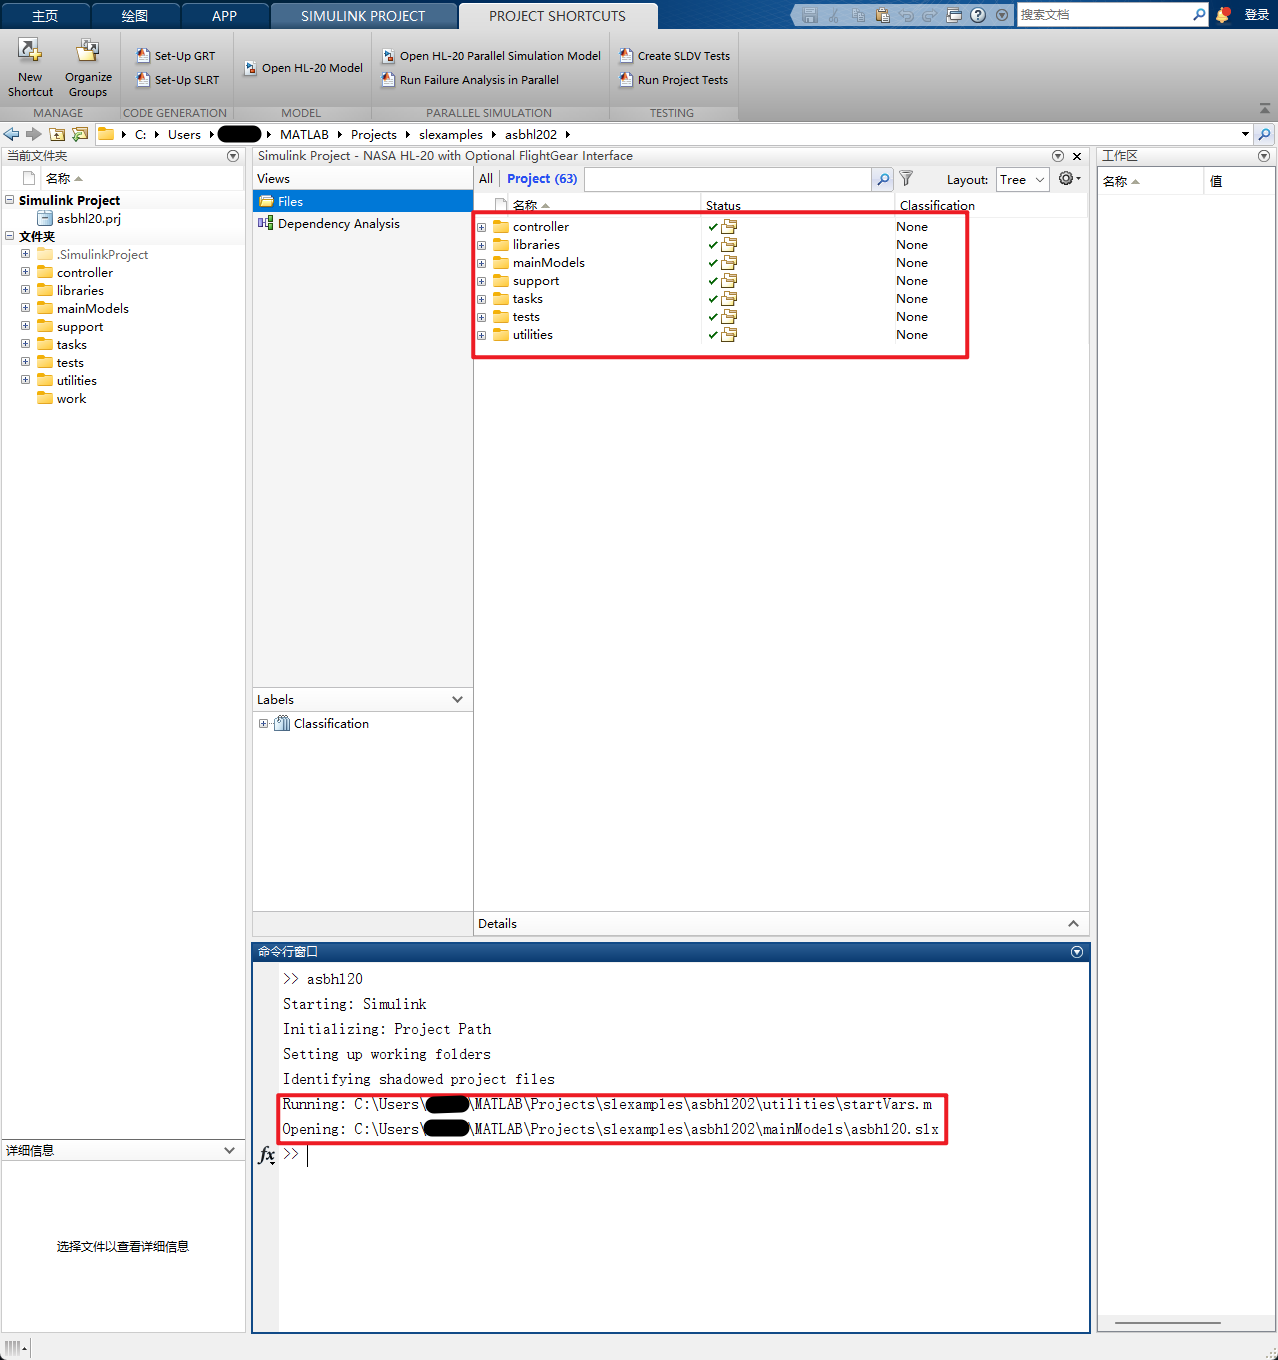 主页 绘图 APP SIMULINK PROJECT PROJECT SHORTCUTS 搜索文档 登录
New Shortcut
Organize Groups
MANAGE
Set-Up GRT
Set-Up SLRT
CODE GENERATION
Open HL-20 Model
MODEL
Open HL-20 Parallel Simulation Model
Run Failure Analysis in Parallel
PARALLEL SIMULATION
Create SLDV Tests
Run Project Tests
TESTING
C: Users MATLAB Projects slexamples asbhl202
当前文件夹
名称
Simulink Project
asbhl20.prj
文件夹
.SimulinkProject
controller
libraries
mainModels
support
tasks
tests
utilities
work
详细信息
选择文件以查看详细信息
Simulink Project - NASA HL-20 with Optional FlightGear Interface
Views
Files
Dependency Analysis
Labels
Classification
All Project (63) Layout: Tree
名称 Status Classification
controller None
libraries None
mainModels None
support None
tasks None
tests None
utilities None
Details
命令行窗口
>> asbhl20
Starting: Simulink
Initializing: Project Path
Setting up working folders
Identifying shadowed project files
Running: C:\Users\ \MATLAB\Projects\slexamples\asbhl202\utilities\startVars.m
Opening: C:\Users\ \MATLAB\Projects\slexamples\asbhl202\mainModels\asbhl20.slx
fx >>
工作区
名称 值